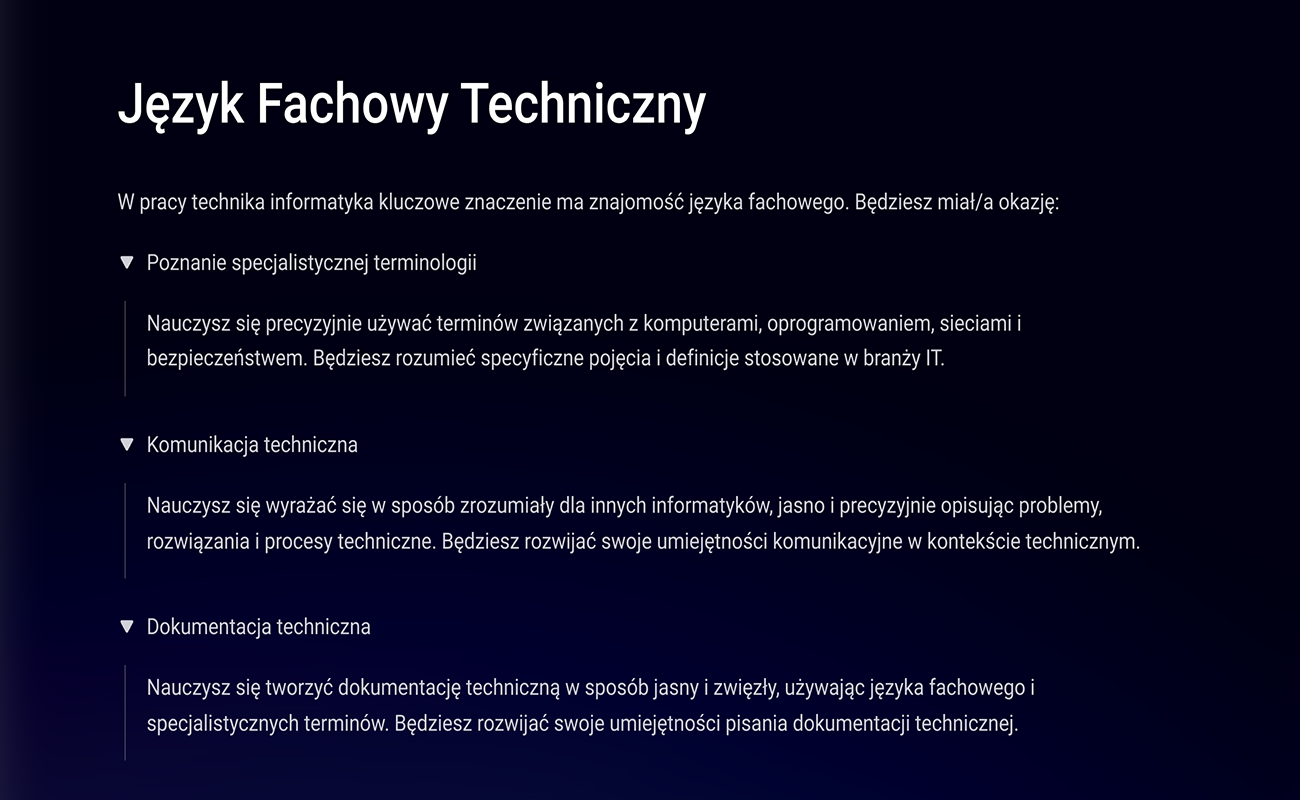 Język Fachowy Techniczny
W pracy technika informatyka kluczowe znaczenie ma znajomość języka fachowego. Będziesz miał/a okazję:
Poznanie specjalistycznej terminologii
Nauczysz się precyzyjnie używać terminów związanych z komputerami, oprogramowaniem, sieciami i
bezpieczeństwem. Będziesz rozumieć specyficzne pojęcia i definicje stosowane w branży IT.
Komunikacja techniczna
Nauczysz się wyrażać się w sposób zrozumiały dla innych informatyków, jasno i precyzyjnie opisując problemy,
rozwiązania i procesy techniczne. Będziesz rozwijać swoje umiejętności komunikacyjne w kontekście technicznym.
Dokumentacja techniczna
Nauczysz się tworzyć dokumentację techniczną w sposób jasny i zwięzły, używając języka fachowego i
specjalistycznych terminów. Będziesz rozwijać swoje umiejętności pisania dokumentacji technicznej.